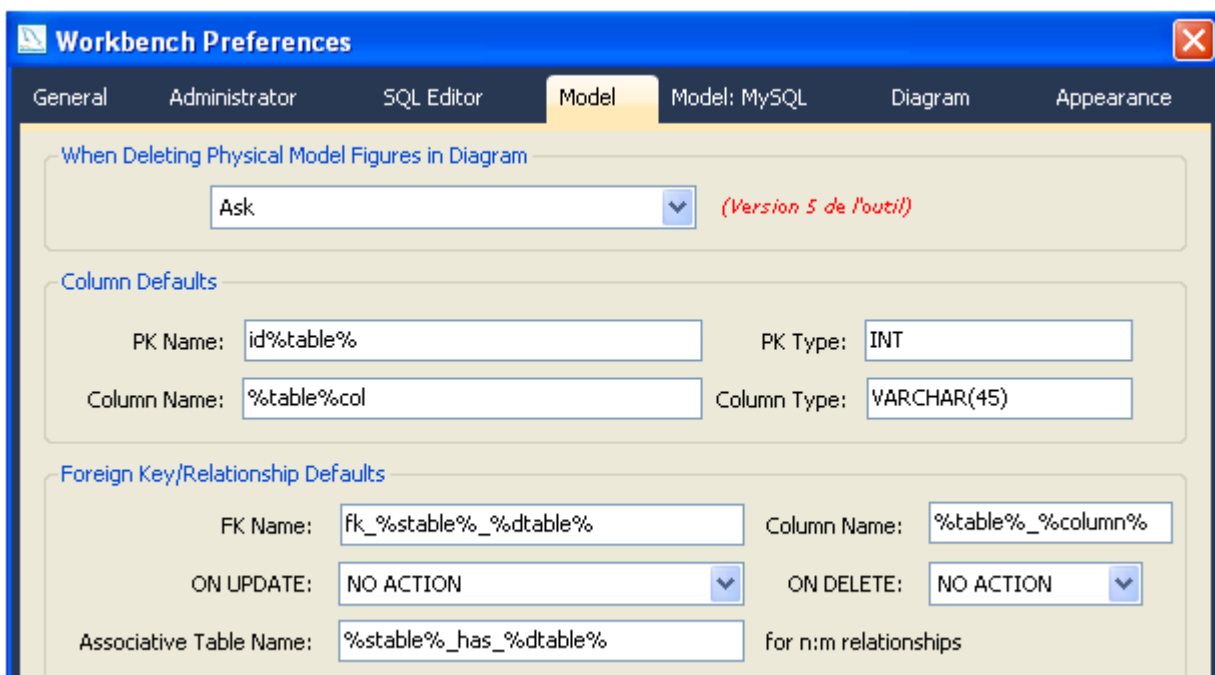 Workbench Preferences
General Administrator SQL Editor Model Model: MySQL Diagram Appearance
When Deleting Physical Model Figures in Diagram
Ask (Version 5 de l'outil)
Column Defaults
PK Name: id%table% PK Type: INT
Column Name: %table%col Column Type: VARCHAR(45)
Foreign Key/Relationship Defaults
FK Name: fk_%stable%_%dtable% Column Name: %table%_%column%
ON UPDATE: NO ACTION ON DELETE: NO ACTION
Associative Table Name: %stable%_has_%dtable% for n:m relationships